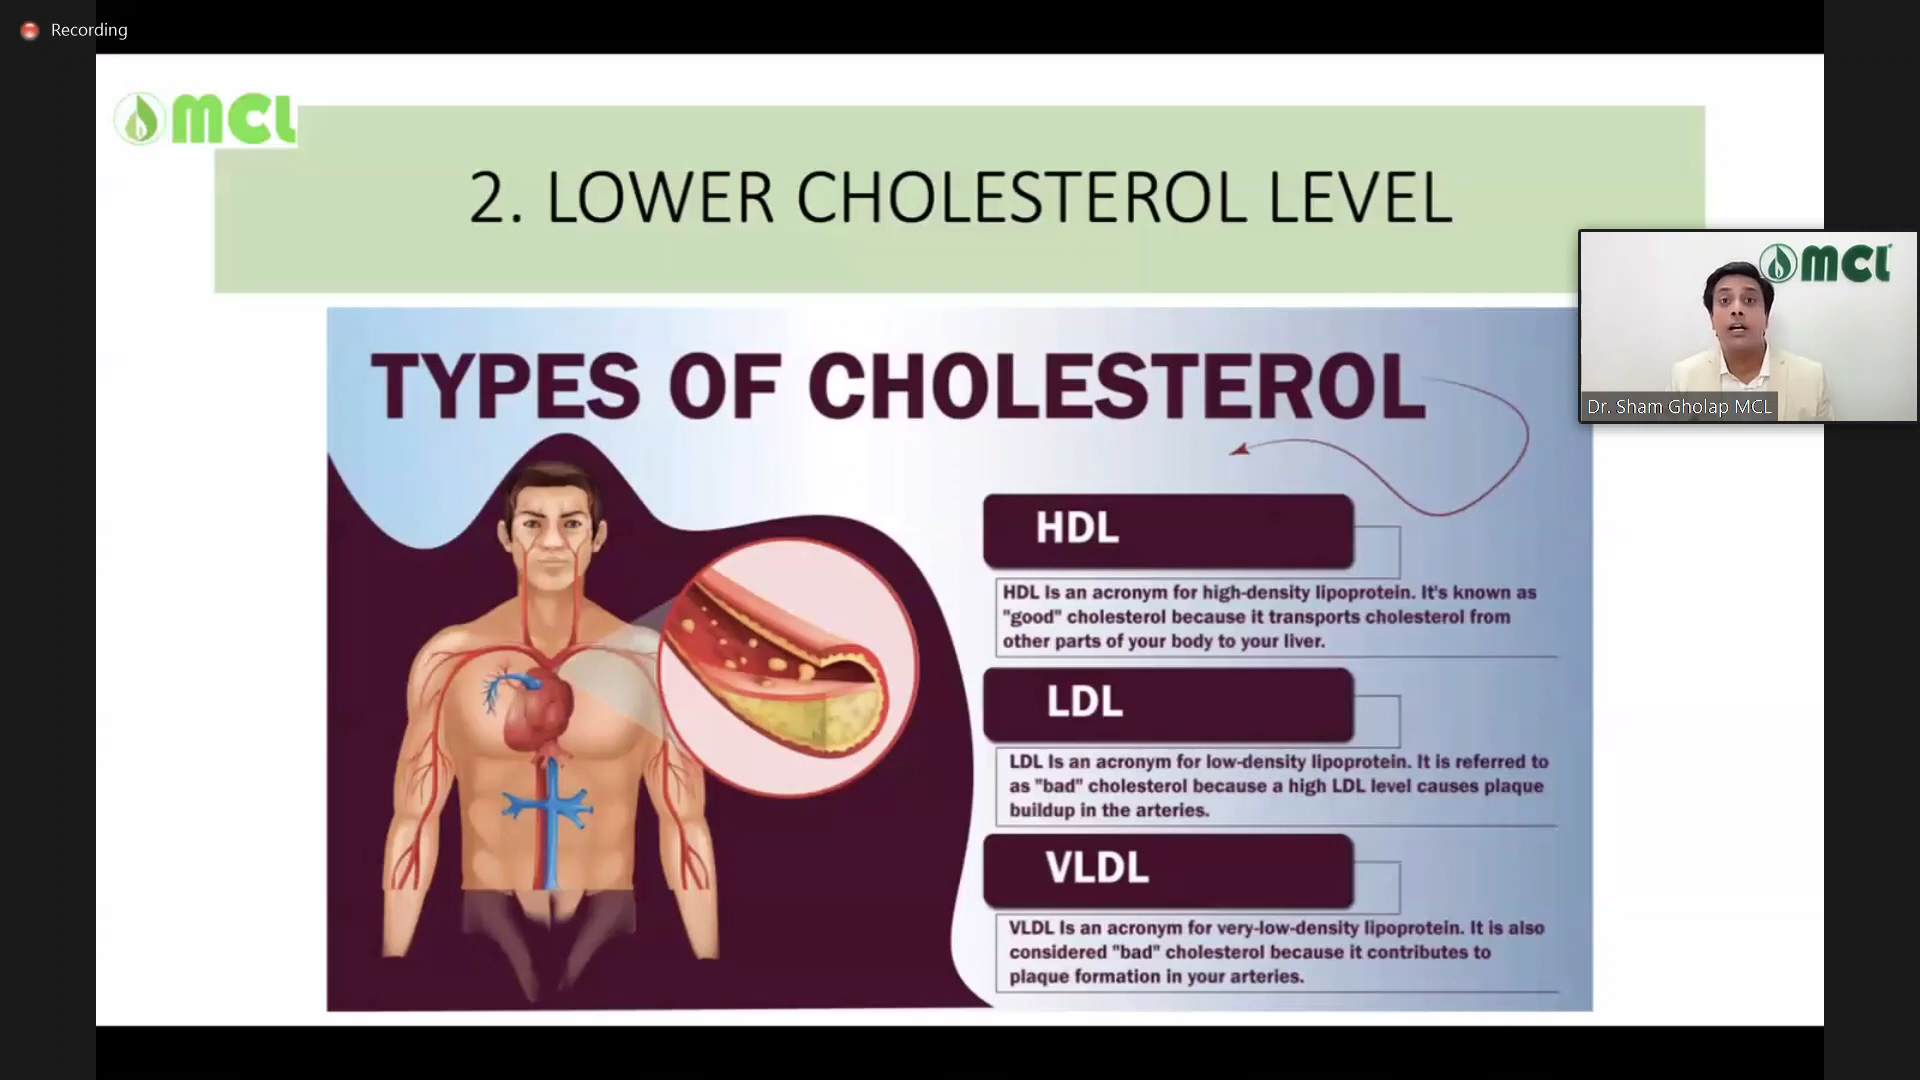 Recording
MCL
2. LOWER CHOLESTEROL LEVEL
MCL
Dr. Sham Gholap MCL
TYPES OF CHOLESTEROL
HDL
HDL Is an acronym for high-density lipoprotein. It's known as
"good" cholesterol because it transports cholesterol from
other parts of your body to your liver.
LDL
LDL Is an acronym for low-density lipoprotein. It is referred to
as "bad" cholesterol because a high LDL level causes plaque
buildup in the arteries.
VLDL
VLDL Is an acronym for very-low-density lipoprotein. It is also
considered "bad" cholesterol because it contributes to
plaque formation in your arteries.